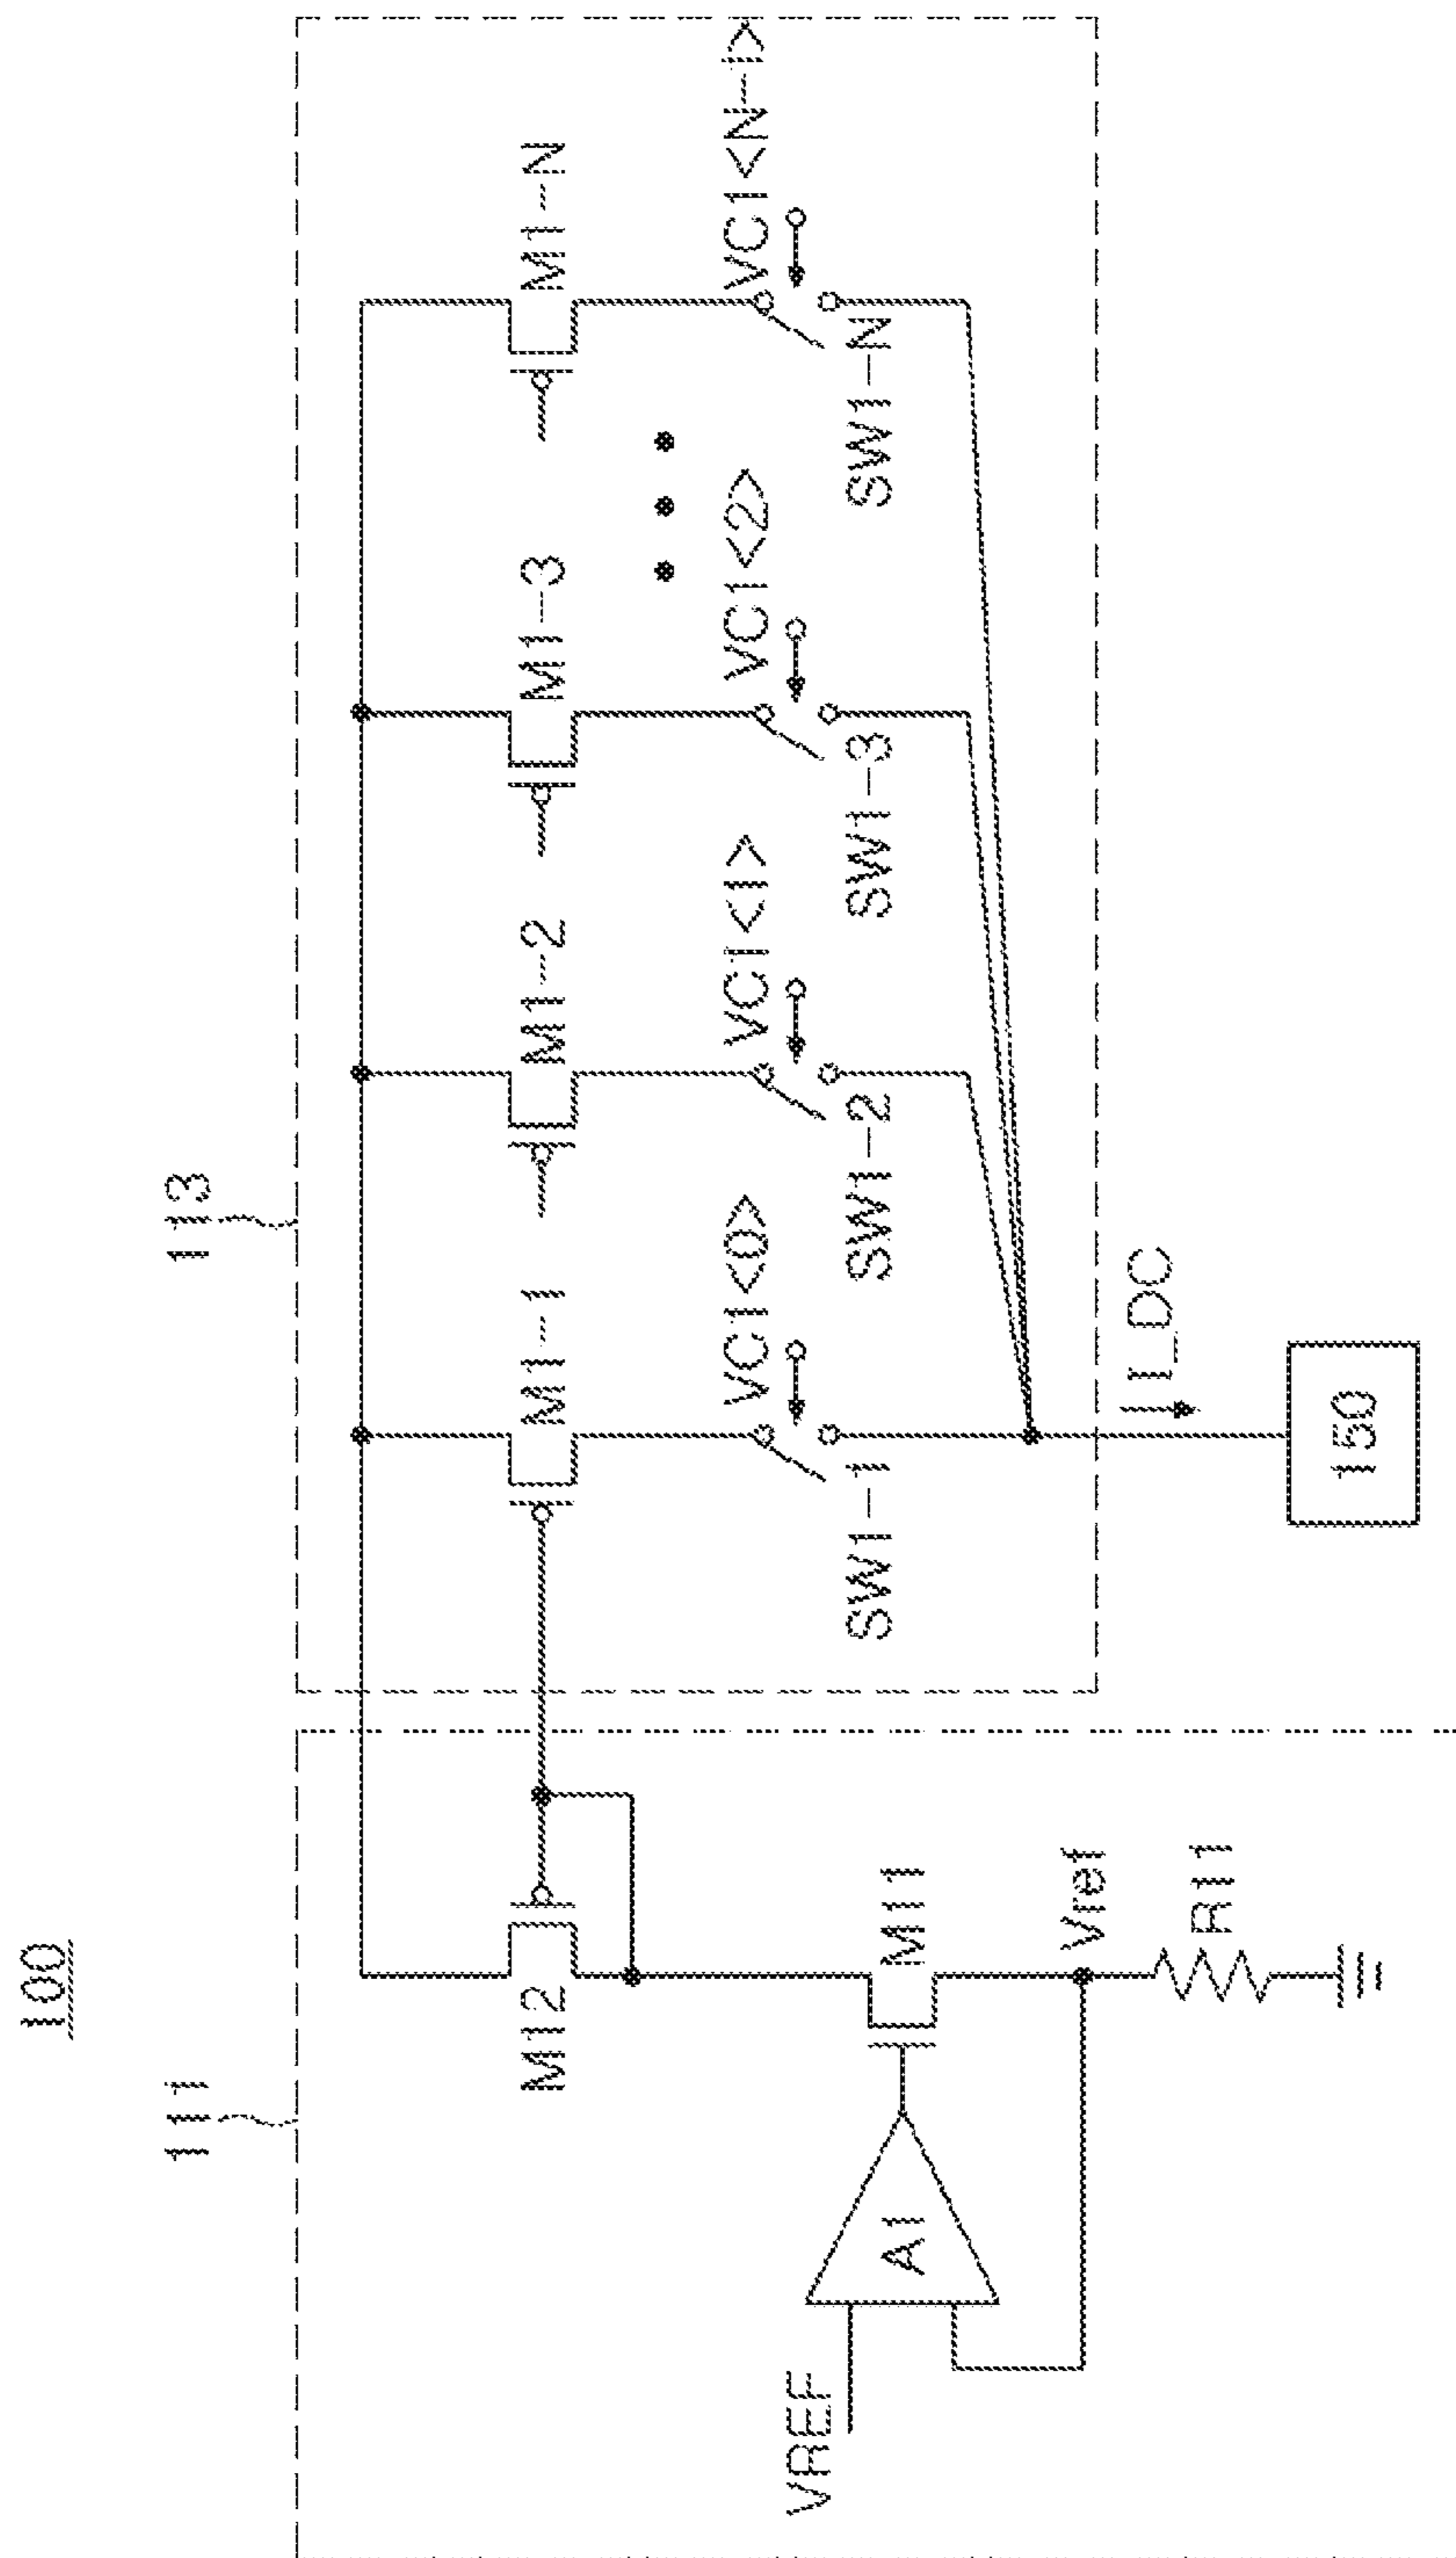 100
111
113
M12
M1-1
M1-2
M1-3
M1-N
VC1<0>
VC1<1>
VC1<2>
VC1<N-1>
VREF
SW1-1
SW1-2
SW1-3
SW1-N
A1
M11
Vref
I_DC
R11
150